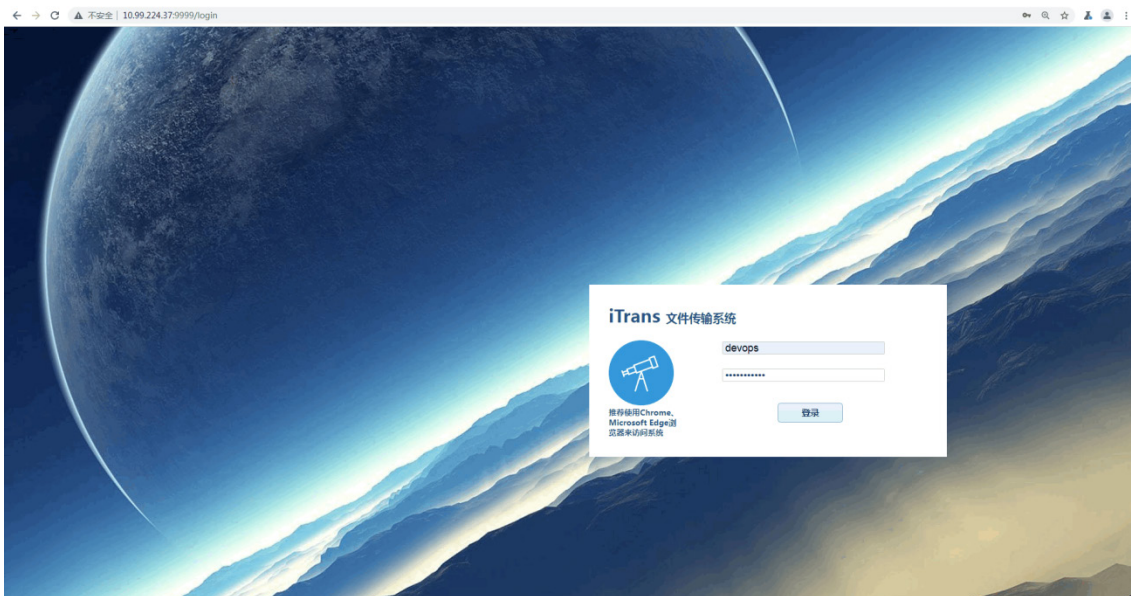 不安全 | 10.99.224.37:9999/login
iTrans 文件传输系统
devops
•••••••••••
推荐使用Chrome、
Microsoft Edge浏
览器来访问系统
登录